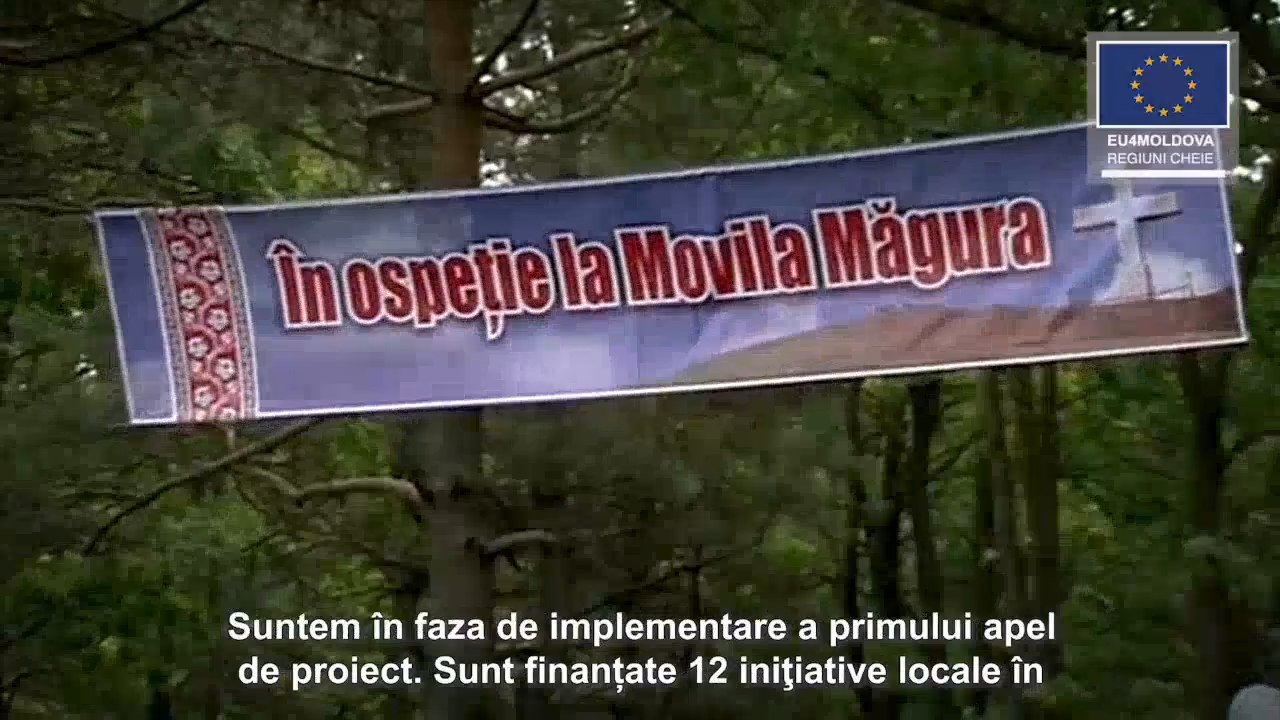 EU4MOLDOVA
REGIUNI CHEIE
În ospeție la Movila Măgura
Suntem în faza de implementare a primului apel
de proiect. Sunt finanțate 12 iniţiative locale în